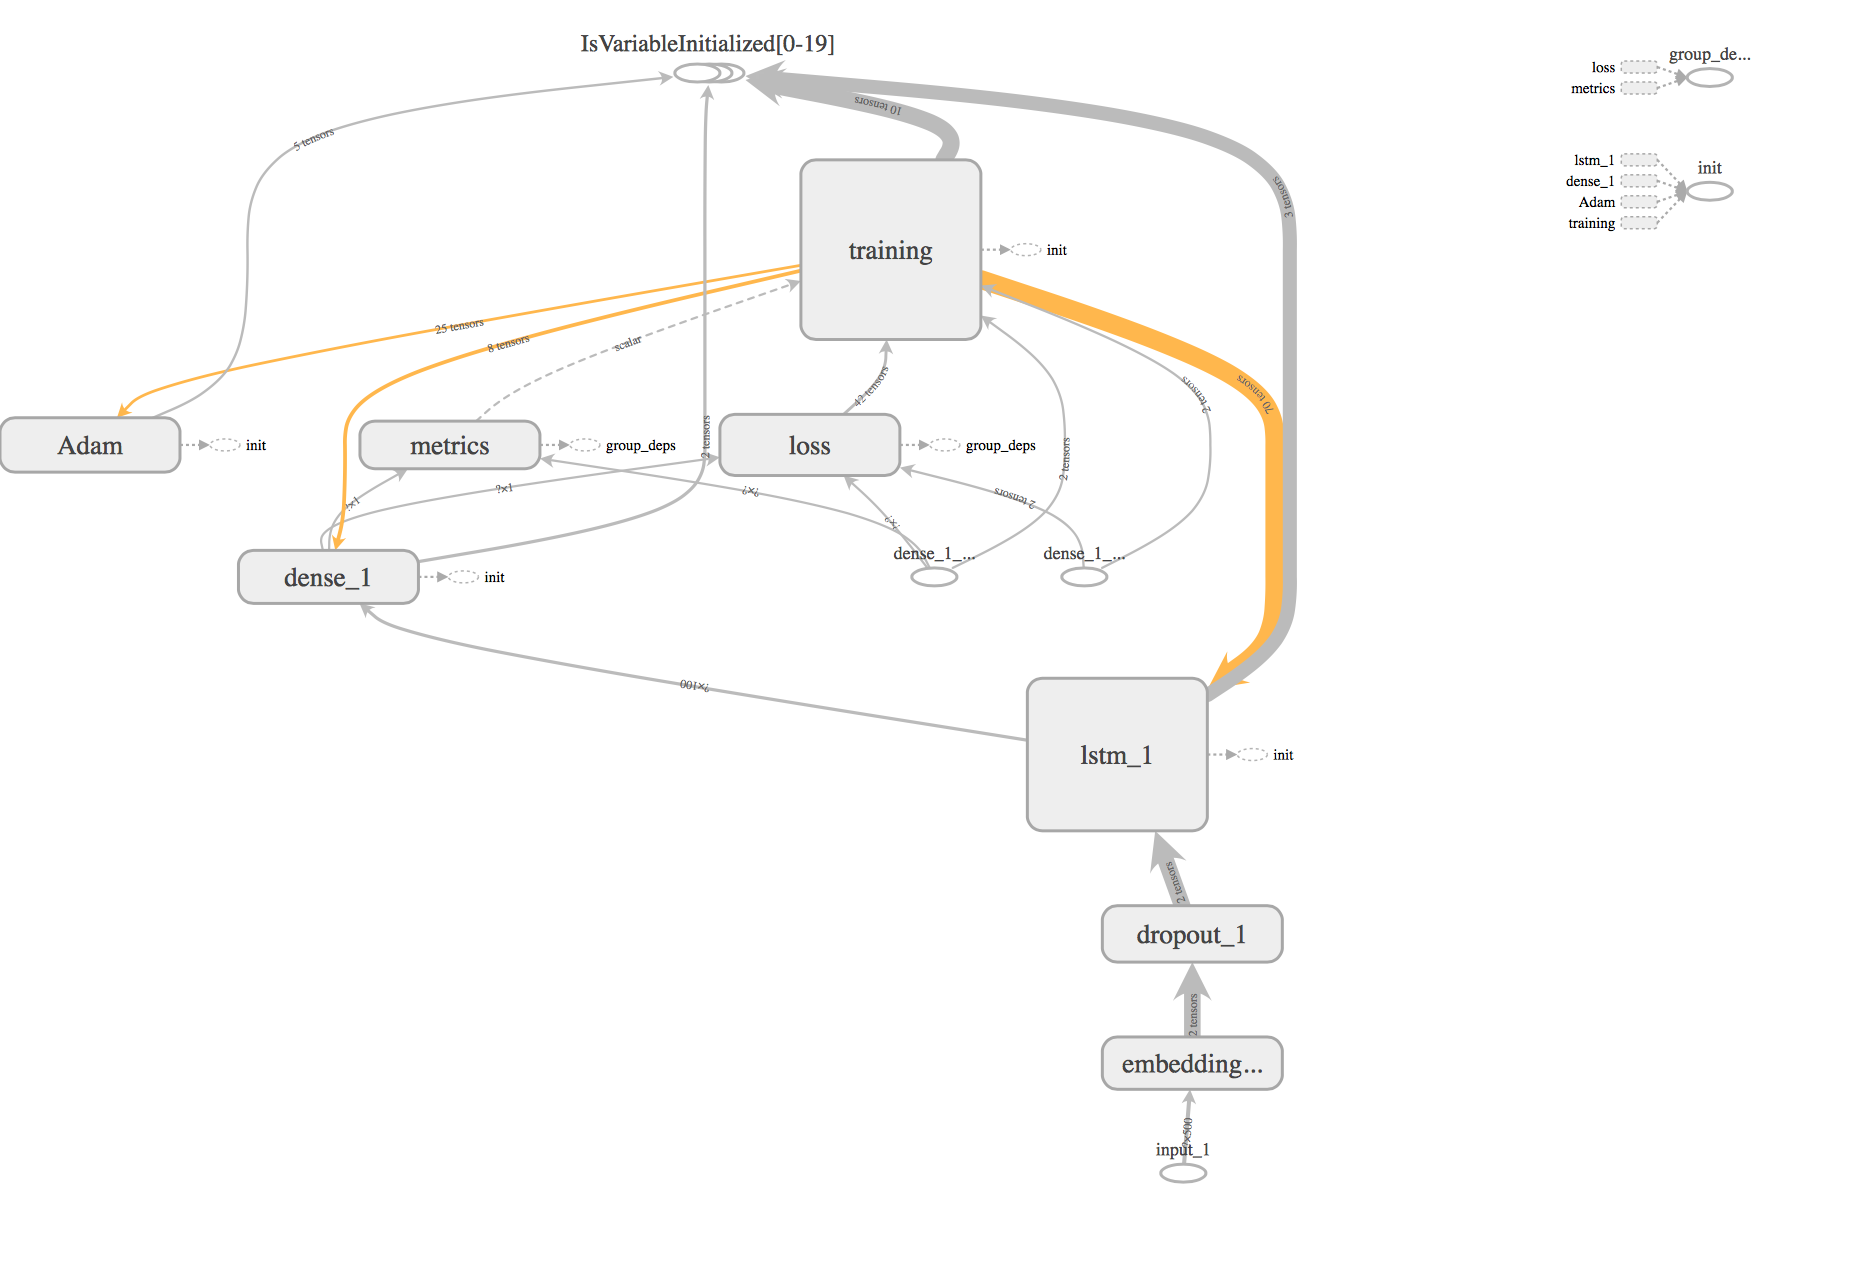 IsVariableInitialized[0-19]
group_de...
loss
metrics
10 tensors
5 tensors
lstm_1
init
dense_1
Adam
training
3 tensors
training
init
25 tensors
8 tensors
scalar
42 tensors
2 tensors
70 tensors
Adam
init
metrics
group_deps
loss
group_deps
2 tensors
2 tensors
?×1
?×1
?×?
2 tensors
?×?
dense_1_...
dense_1_...
dense_1
init
?×100
lstm_1
init
2 tensors
dropout_1
2 tensors
embedding...
?×500
input_1